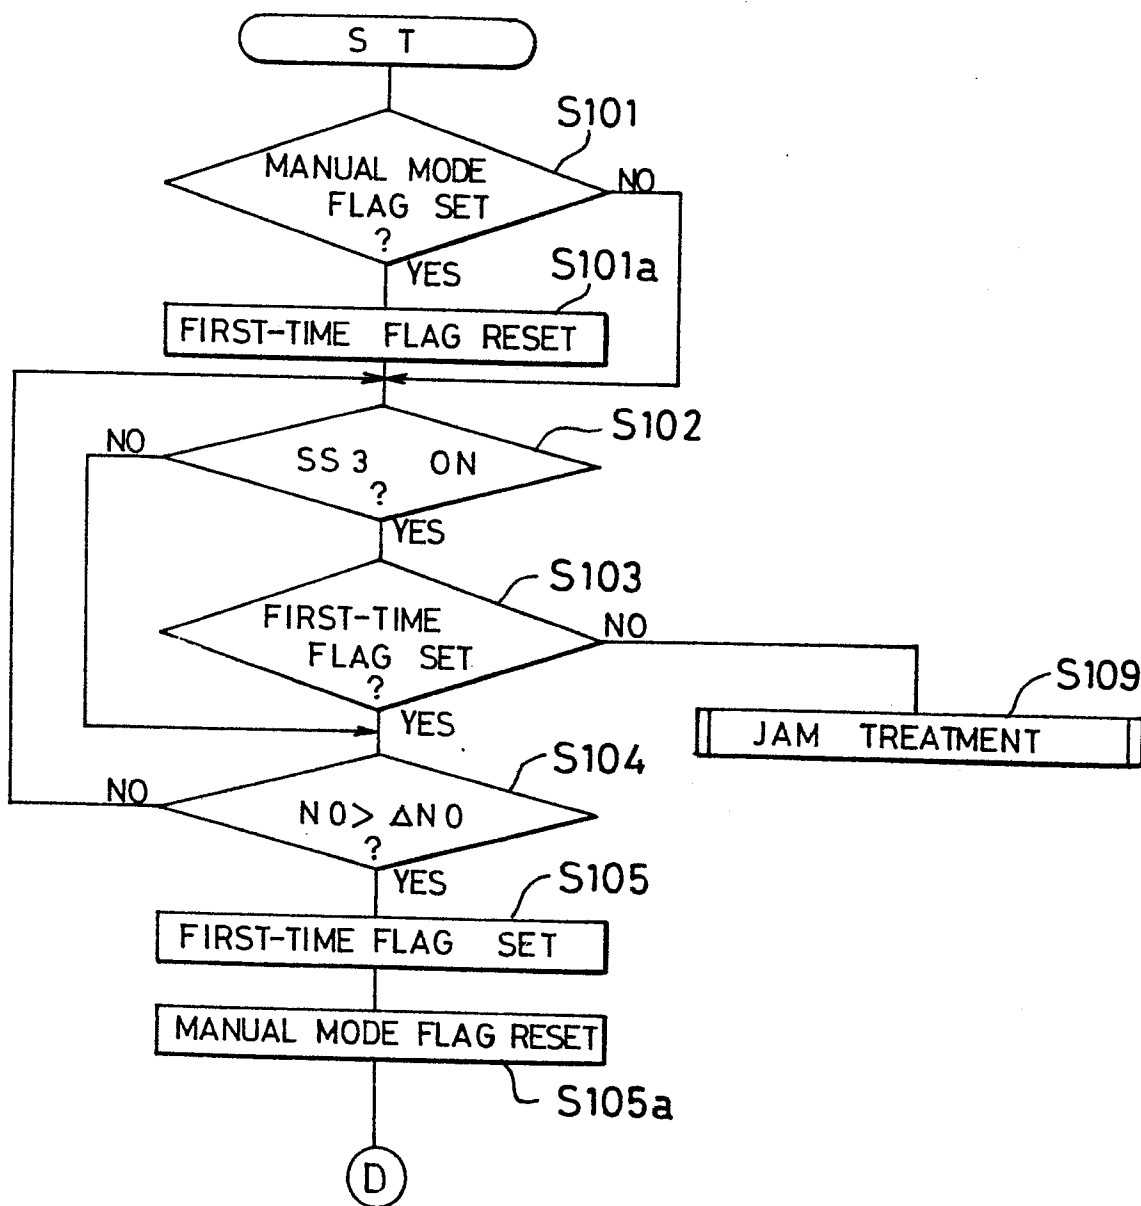 S T
S101
MANUAL MODE
FLAG SET
?
NO
YES
S101a
FIRST-TIME FLAG RESET
S102
NO
SS3 ON
?
YES
S103
FIRST-TIME
FLAG SET
?
NO
YES
S109
JAM TREATMENT
S104
NO
N0> ΔN0
?
YES
S105
FIRST-TIME FLAG SET
MANUAL MODE FLAG RESET
S105a
D